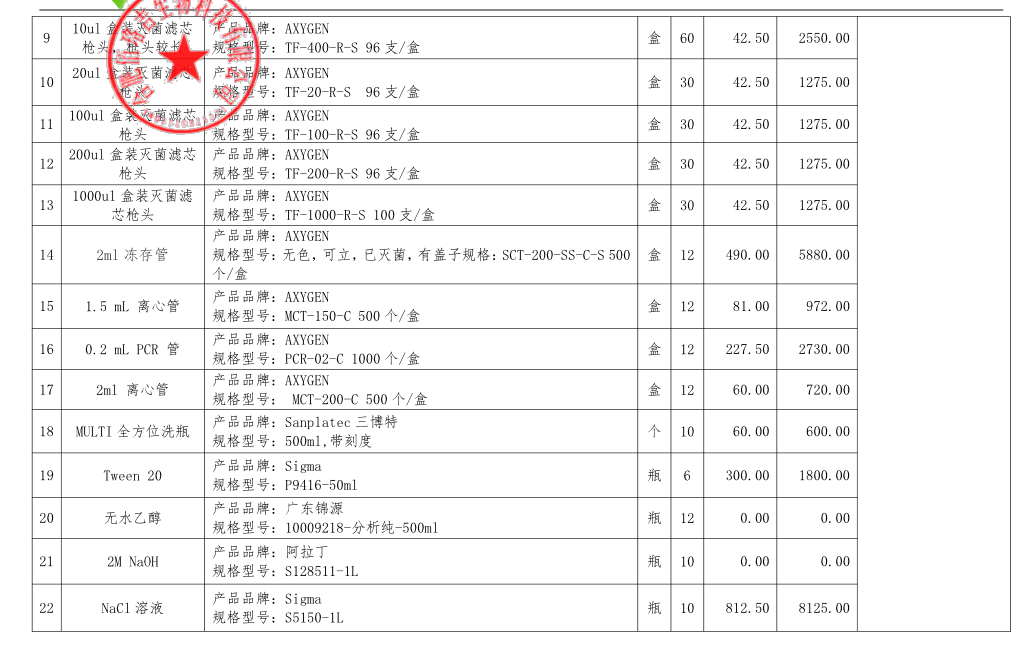 9
10ul 盒装灭菌滤芯
枪头，枪头较长
产品品牌：AXYGEN
规格型号：TF-400-R-S 96 支/盒
盒
60
42.50
2550.00
10
20ul 盒装灭菌滤芯
枪头
产品品牌：AXYGEN
规格型号：TF-20-R-S 96 支/盒
盒
30
42.50
1275.00
11
100ul 盒装灭菌滤芯
枪头
产品品牌：AXYGEN
规格型号：TF-100-R-S 96 支/盒
盒
30
42.50
1275.00
12
200ul 盒装灭菌滤芯
枪头
产品品牌：AXYGEN
规格型号：TF-200-R-S 96 支/盒
盒
30
42.50
1275.00
13
1000ul 盒装灭菌滤
芯枪头
产品品牌：AXYGEN
规格型号：TF-1000-R-S 100 支/盒
盒
30
42.50
1275.00
14
2ml 冻存管
产品品牌：AXYGEN
规格型号：无色，可立，已灭菌，有盖子规格：SCT-200-SS-C-S 500
个/盒
盒
12
490.00
5880.00
15
1.5 mL 离心管
产品品牌：AXYGEN
规格型号：MCT-150-C 500 个/盒
盒
12
81.00
972.00
16
0.2 mL PCR 管
产品品牌：AXYGEN
规格型号：PCR-02-C 1000 个/盒
盒
12
227.50
2730.00
17
2ml 离心管
产品品牌：AXYGEN
规格型号： MCT-200-C 500 个/盒
盒
12
60.00
720.00
18
MULTI 全方位洗瓶
产品品牌：Sanplatec 三博特
规格型号：500ml,带刻度
个
10
60.00
600.00
19
Tween 20
产品品牌：Sigma
规格型号：P9416-50ml
瓶
6
300.00
1800.00
20
无水乙醇
产品品牌：广东锦源
规格型号：10009218-分析纯-500ml
瓶
12
0.00
0.00
21
2M NaOH
产品品牌：阿拉丁
规格型号：S128511-1L
瓶
10
0.00
0.00
22
NaCl 溶液
产品品牌：Sigma
规格型号：S5150-1L
瓶
10
812.50
8125.00